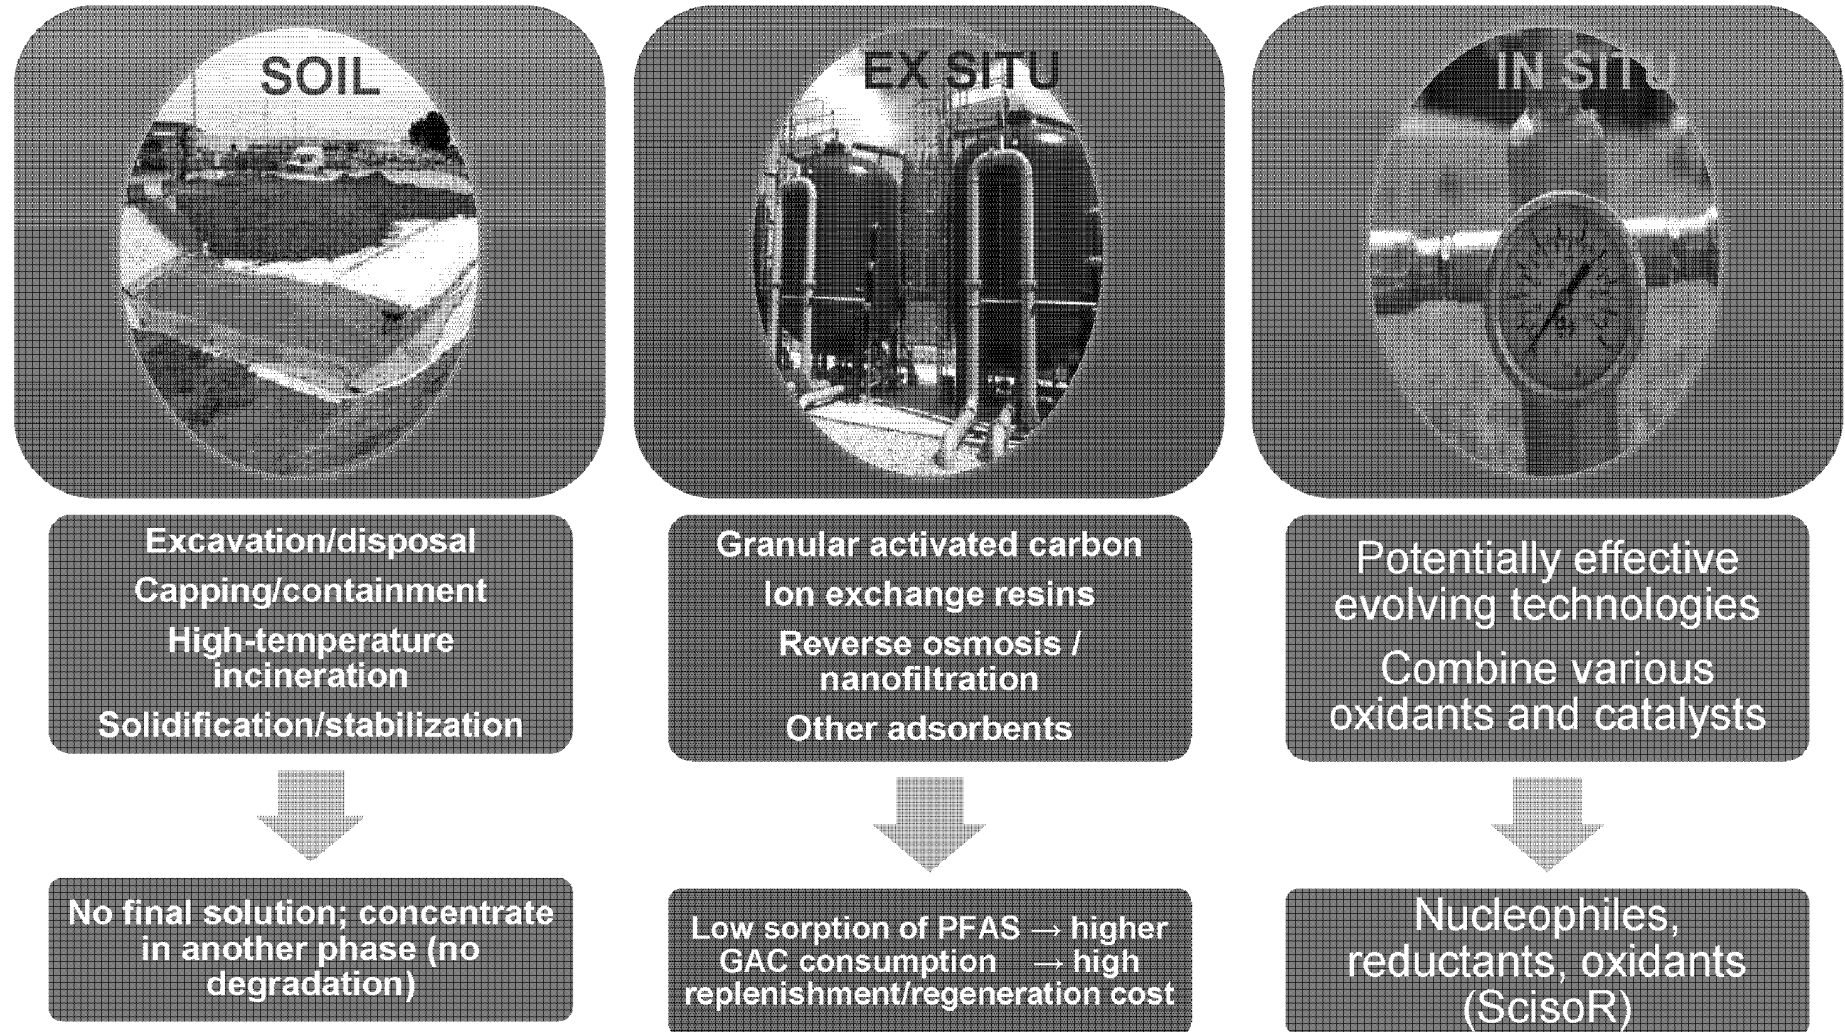 SOIL
Excavation/disposal
Capping/containment
High-temperature
incineration
Solidification/stabilization
No final solution; concentrate
in another phase (no
degradation)
EX SITU
Granular activated carbon
Ion exchange resins
Reverse osmosis /
nanofiltration
Other adsorbents
Low sorption of PFAS → higher
GAC consumption → high
replenishment/regeneration cost
IN SITU
Potentially effective
evolving technologies
Combine various
oxidants and catalysts
Nucleophiles,
reductants, oxidants
(ScisoR)